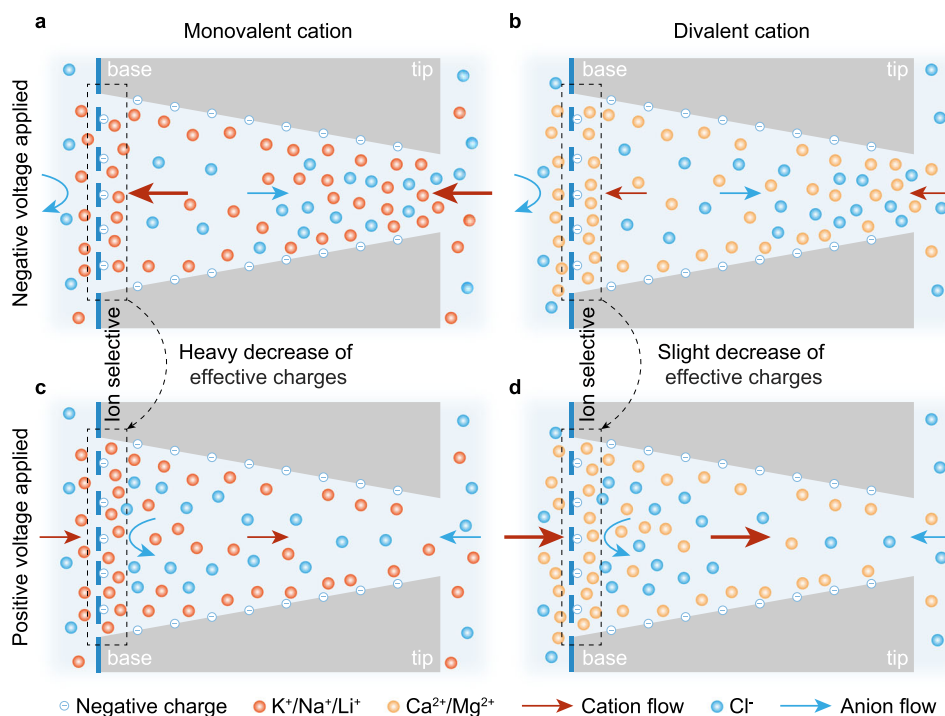 a
Monovalent cation
b
Divalent cation
Negative voltage applied
base
tip
base
tip
Ion selective
Heavy decrease of
effective charges
Ion selective
Slight decrease of
effective charges
c
d
Positive voltage applied
base
tip
base
tip
Negative charge
K⁺/Na⁺/Li⁺
Ca²⁺/Mg²⁺
Cation flow
Cl⁻
Anion flow